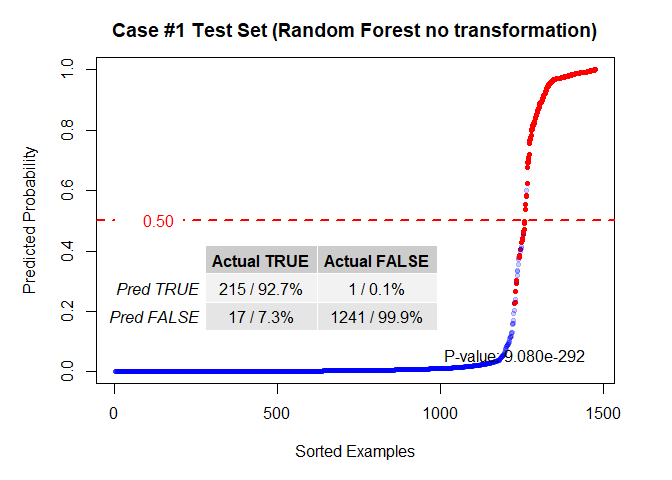 Case #1 Test Set (Random Forest no transformation)
Predicted Probability
1.0
0.8
0.6
0.4
0.2
0.0
0.50
Actual TRUE Actual FALSE
Pred TRUE 215 / 92.7% 1 / 0.1%
Pred FALSE 17 / 7.3% 1241 / 99.9%
P-value: 9.080e-292
0 500 1000 1500
Sorted Examples